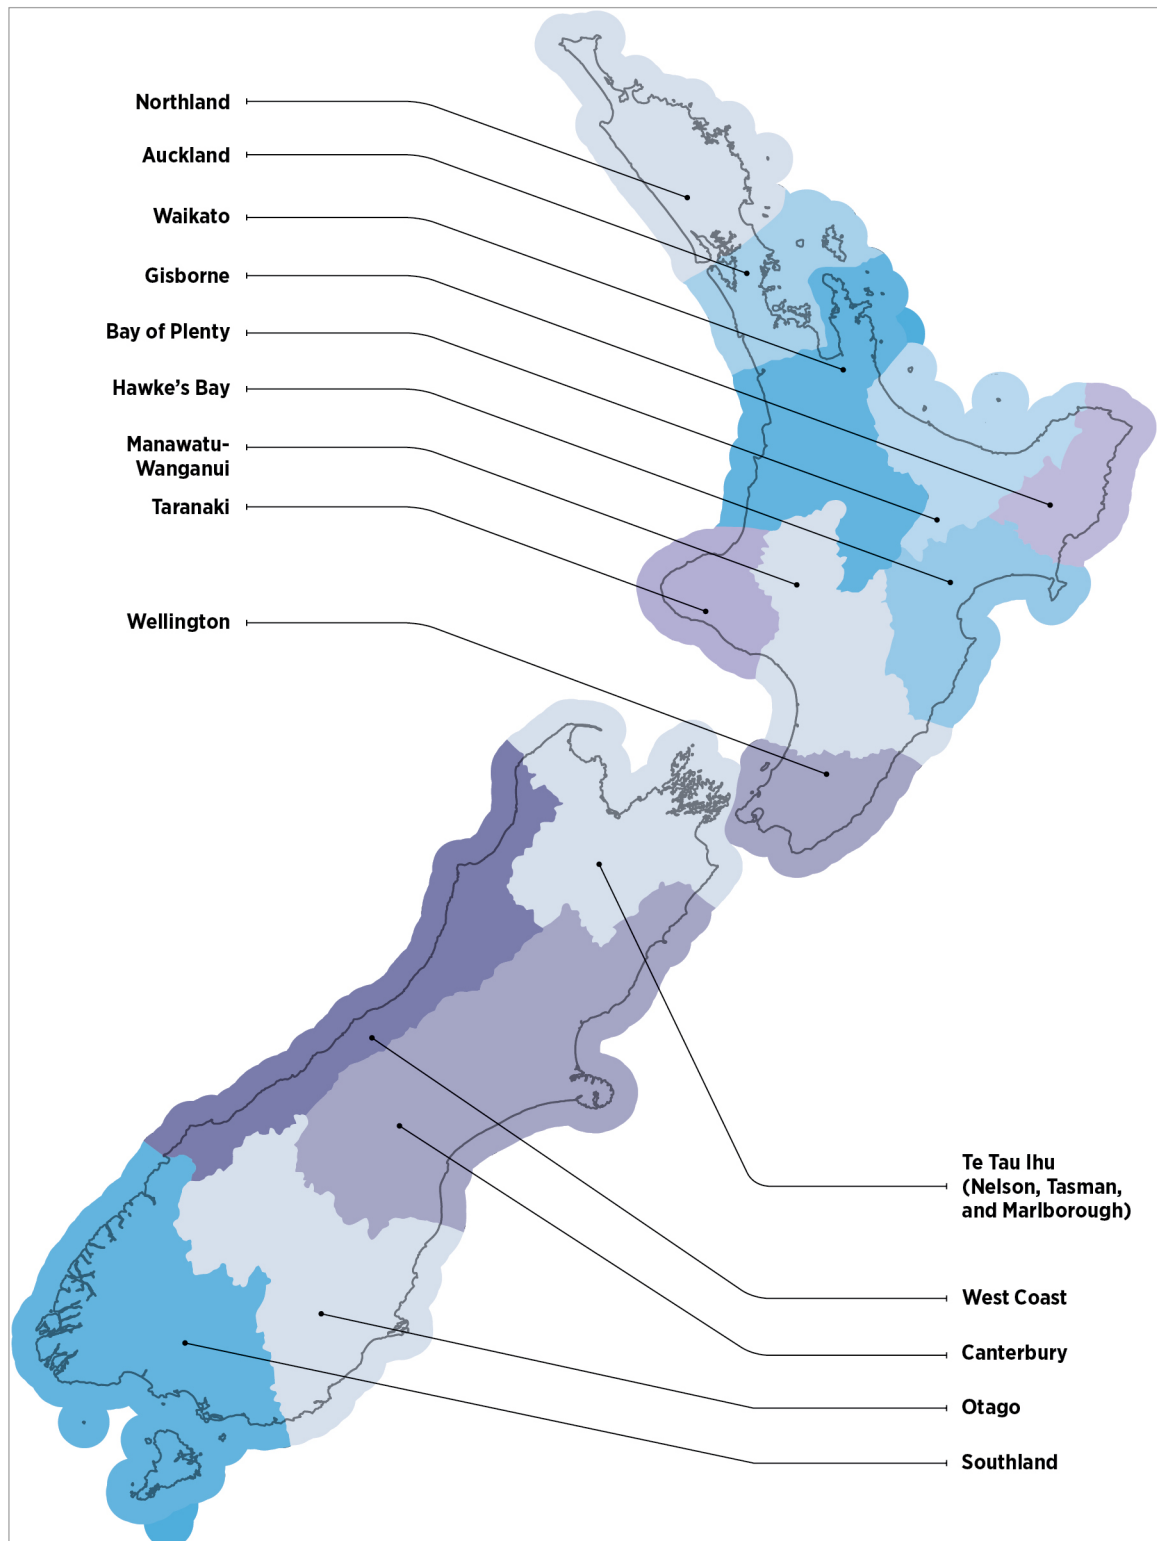 Northland
Auckland
Waikato
Gisborne
Bay of Plenty
Hawke’s Bay
Manawatu-
Wanganui
Taranaki
Wellington
Te Tau Ihu
(Nelson, Tasman,
and Marlborough)
West Coast
Canterbury
Otago
Southland